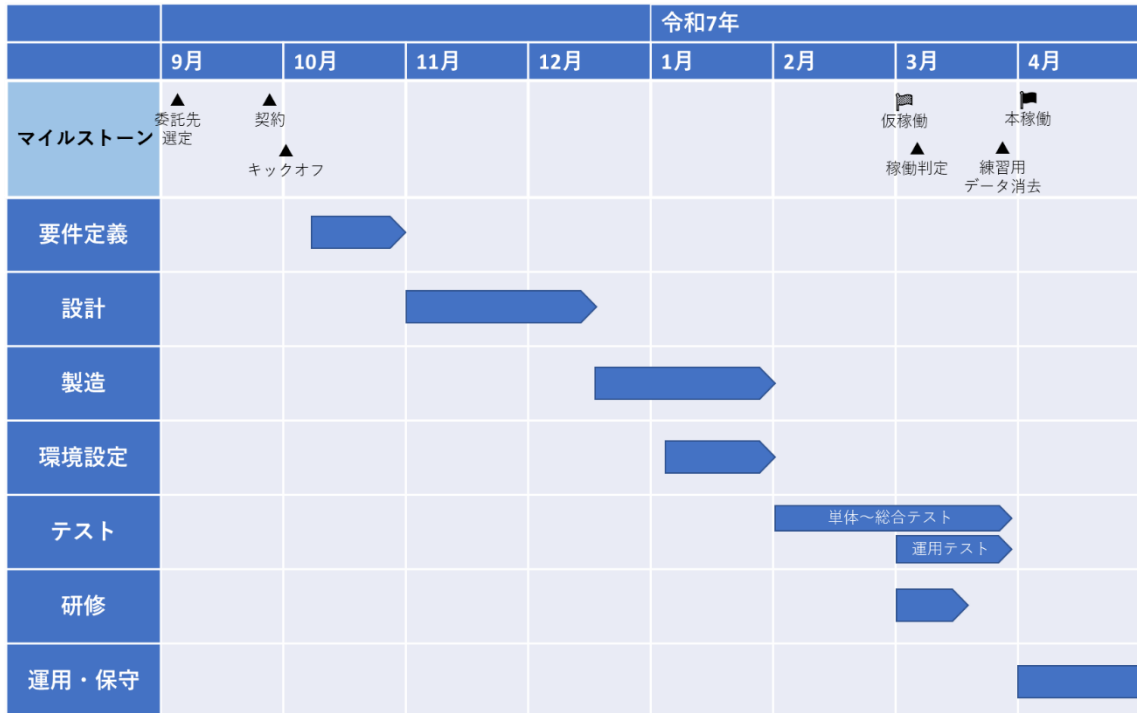 令和7年
9月
10月
11月
12月
1月
2月
3月
4月
マイルストーン
委託先
選定
契約
キックオフ
仮稼働
稼働判定
本稼働
練習用
データ消去
要件定義
設計
製造
環境設定
テスト
単体～総合テスト
運用テスト
研修
運用・保守